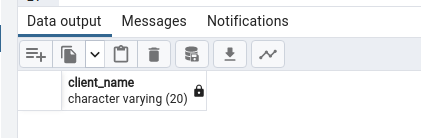 Data output Messages Notifications
client_name
character varying (20)